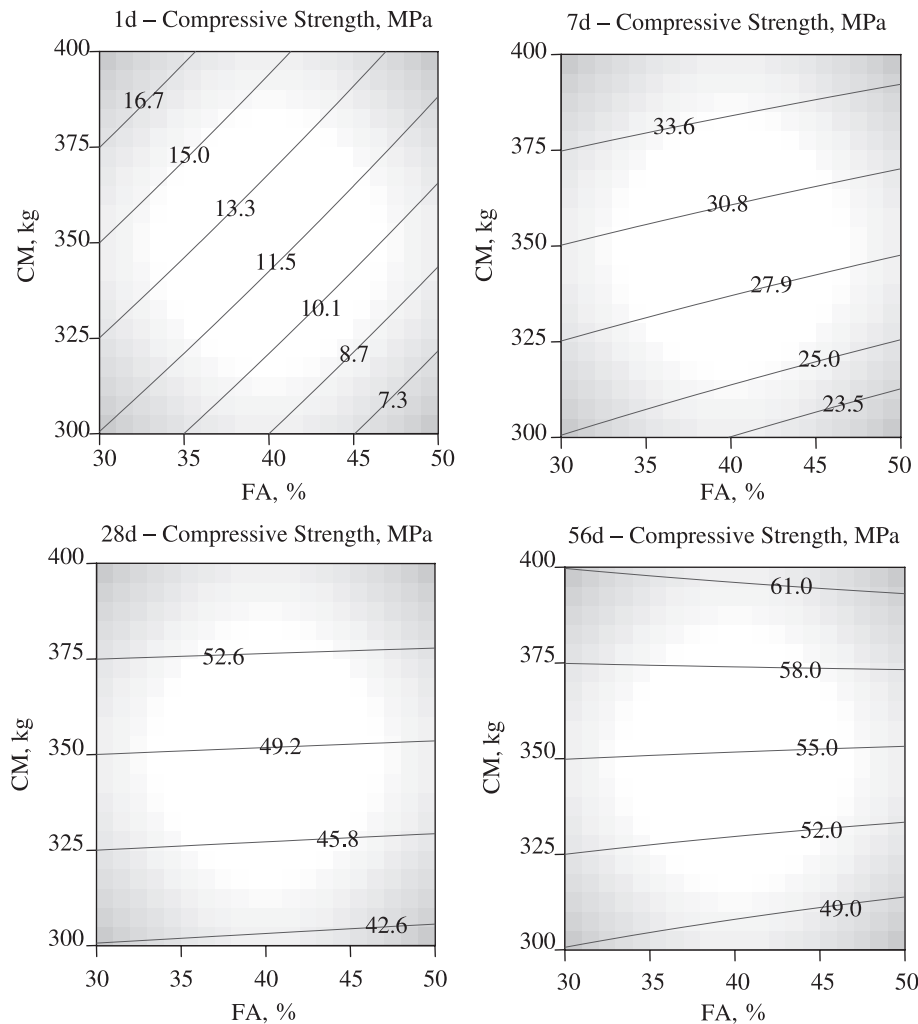 1d – Compressive Strength, MPa
400
375
350
325
300
CM, kg
16.7
15.0
13.3
11.5
10.1
8.7
7.3
30 35 40 45 50
FA, %
7d – Compressive Strength, MPa
400
375
350
325
300
CM, kg
33.6
30.8
27.9
25.0
23.5
30 35 40 45 50
FA, %
28d – Compressive Strength, MPa
400
375
350
325
300
CM, kg
52.6
49.2
45.8
42.6
30 35 40 45 50
FA, %
56d – Compressive Strength, MPa
400
375
350
325
300
CM, kg
61.0
58.0
55.0
52.0
49.0
30 35 40 45 50
FA, %